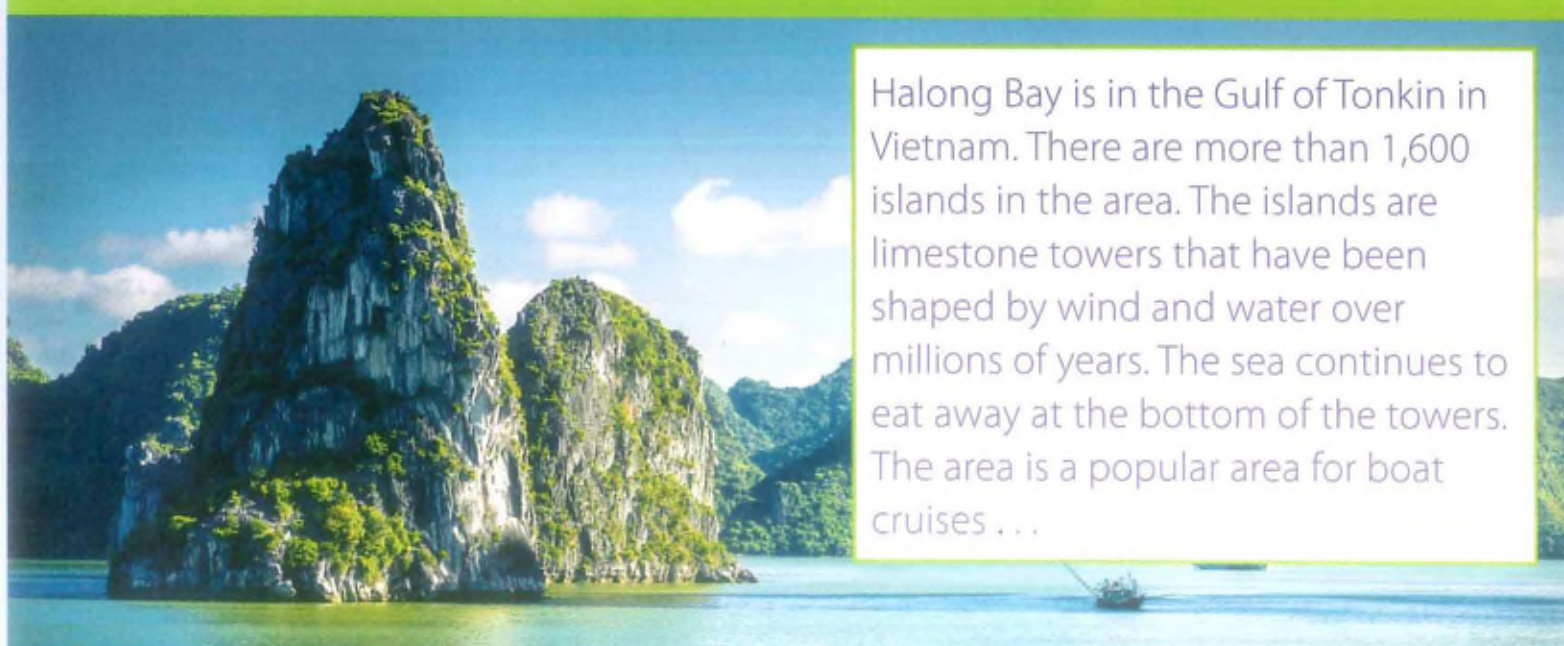 Halong Bay is in the Gulf of Tonkin in
Vietnam. There are more than 1,600
islands in the area. The islands are
limestone towers that have been
shaped by wind and water over
millions of years. The sea continues to
eat away at the bottom of the towers.
The area is a popular area for boat
cruises . . .